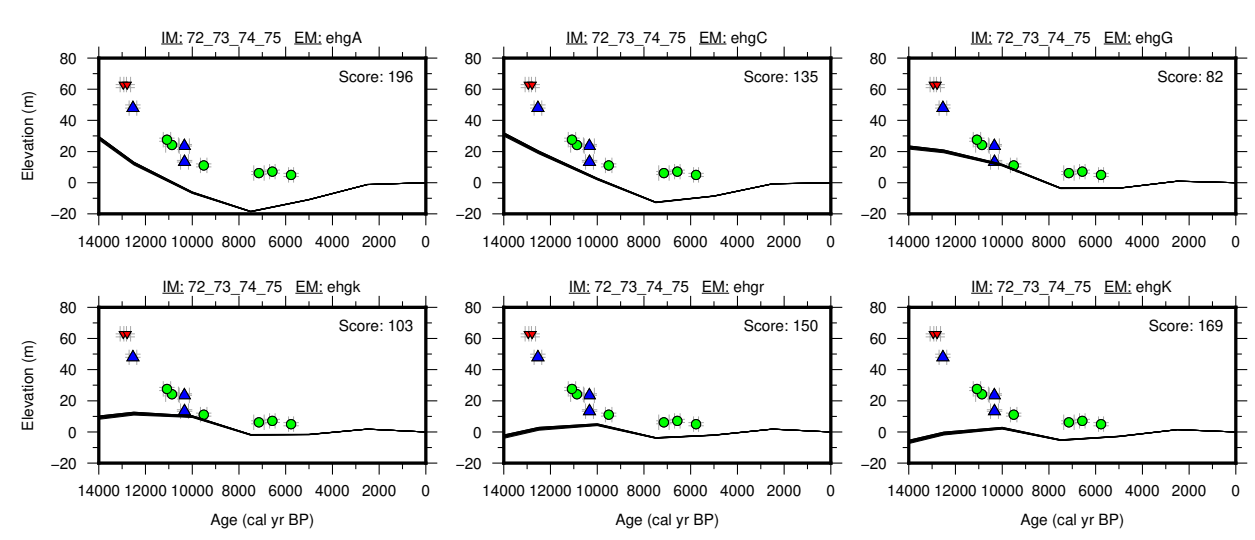 IM: 72_73_74_75 EM: ehgA
IM: 72_73_74_75 EM: ehgC
IM: 72_73_74_75 EM: ehgG
Elevation (m)
80
60
40
20
0
−20
Score: 196
14000 12000 10000 8000 6000 4000 2000 0
80
60
40
20
0
−20
Score: 135
14000 12000 10000 8000 6000 4000 2000 0
80
60
40
20
0
−20
Score: 82
14000 12000 10000 8000 6000 4000 2000 0
IM: 72_73_74_75 EM: ehgk
IM: 72_73_74_75 EM: ehgr
IM: 72_73_74_75 EM: ehgK
Elevation (m)
80
60
40
20
0
−20
Score: 103
14000 12000 10000 8000 6000 4000 2000 0
Age (cal yr BP)
80
60
40
20
0
−20
Score: 150
14000 12000 10000 8000 6000 4000 2000 0
Age (cal yr BP)
80
60
40
20
0
−20
Score: 169
14000 12000 10000 8000 6000 4000 2000 0
Age (cal yr BP)